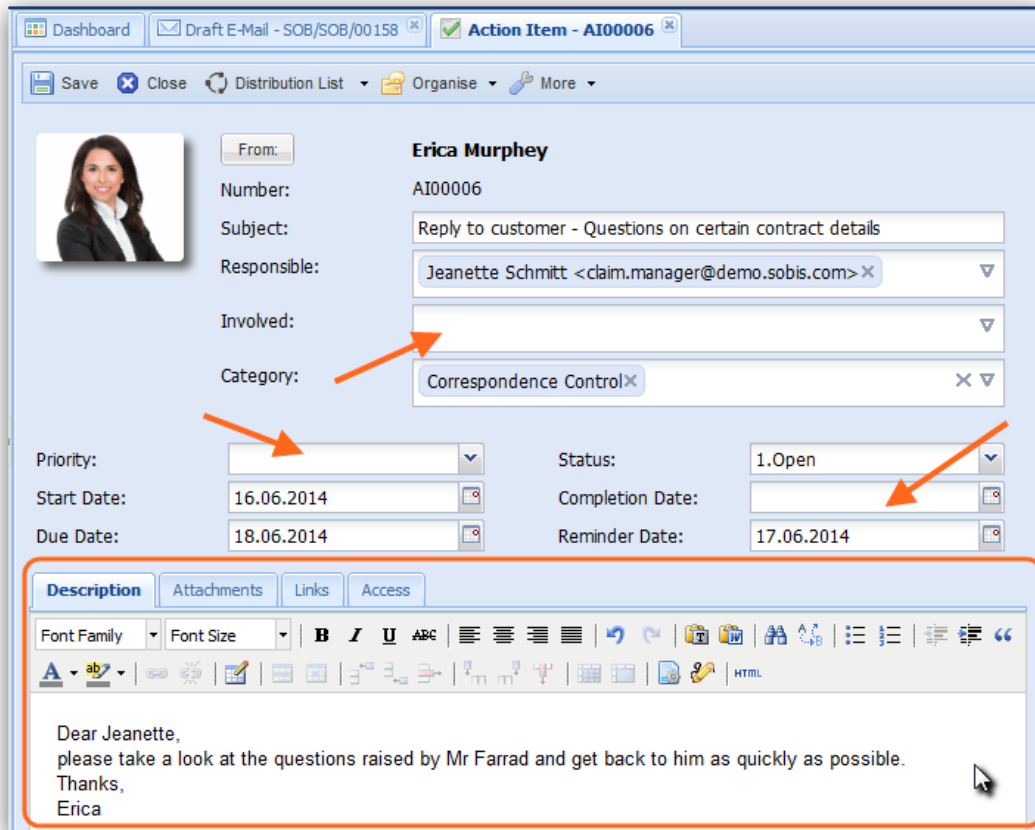 Dashboard Draft E-Mail - SOB/SOB/00158 Action Item - AI00006
Save Close Distribution List Organise More
From: Erica Murphey
Number: AI00006
Subject: Reply to customer - Questions on certain contract details
Responsible: Jeanette Schmitt <claim.manager@demo.sobis.com>
Involved:
Category: Correspondence Control
Priority: Status: 1.Open
Start Date: 16.06.2014 Completion Date:
Due Date: 18.06.2014 Reminder Date: 17.06.2014
Description Attachments Links Access
Font Family Font Size B I U ABC T W
A ab HTML
Dear Jeanette,
please take a look at the questions raised by Mr Farrad and get back to him as quickly as possible.
Thanks,
Erica